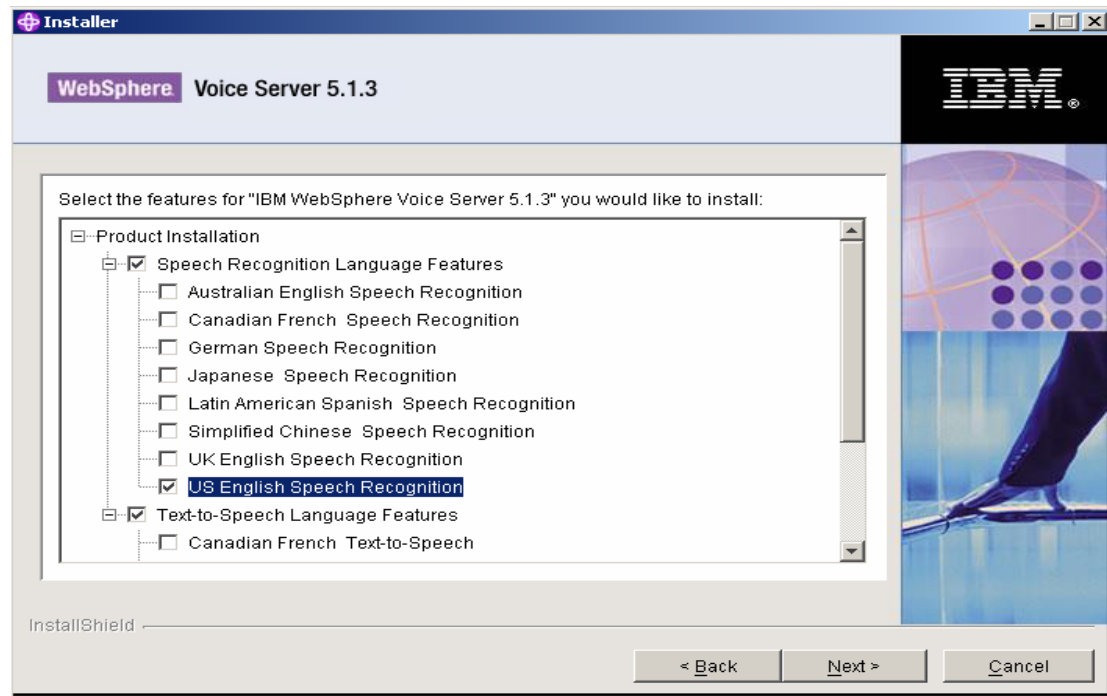 Installer
WebSphere. Voice Server 5.1.3
IBM®
Select the features for "IBM WebSphere Voice Server 5.1.3" you would like to install:
Product Installation
Speech Recognition Language Features
Australian English Speech Recognition
Canadian French Speech Recognition
German Speech Recognition
Japanese Speech Recognition
Latin American Spanish Speech Recognition
Simplified Chinese Speech Recognition
UK English Speech Recognition
US English Speech Recognition
Text-to-Speech Language Features
Canadian French Text-to-Speech
InstallShield
< Back Next > Cancel